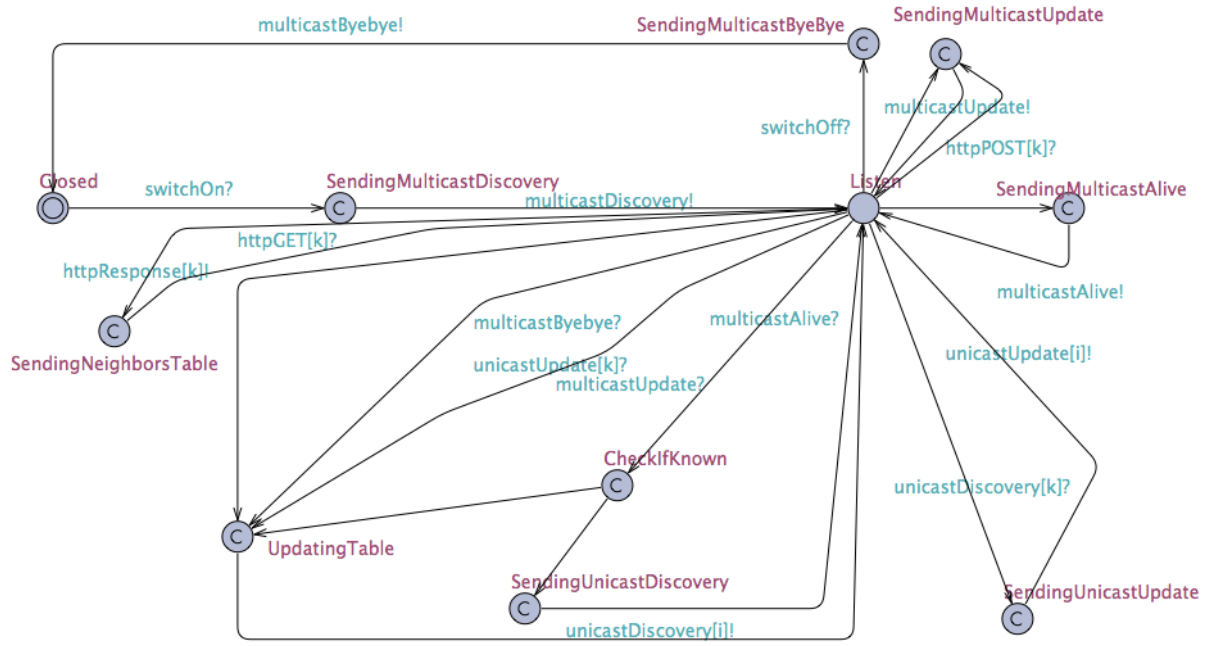 SendingMulticastUpdate
multicastByebye!
SendingMulticastByeBye
C
C
multicastUpdate!
switchOff?
httpPOST[k]?
Closed
switchOn?
SendingMulticastDiscovery
Listen
SendingMulticastAlive
C
multicastDiscovery!
C
httpGET[k]?
httpResponse[k]!
multicastAlive!
C
multicastByebye?
multicastAlive?
SendingNeighborsTable
unicastUpdate[k]?
unicastUpdate[i]!
multicastUpdate?
CheckIfKnown
C
unicastDiscovery[k]?
C
UpdatingTable
SendingUnicastDiscovery
SendingUnicastUpdate
C
C
unicastDiscovery[i]!